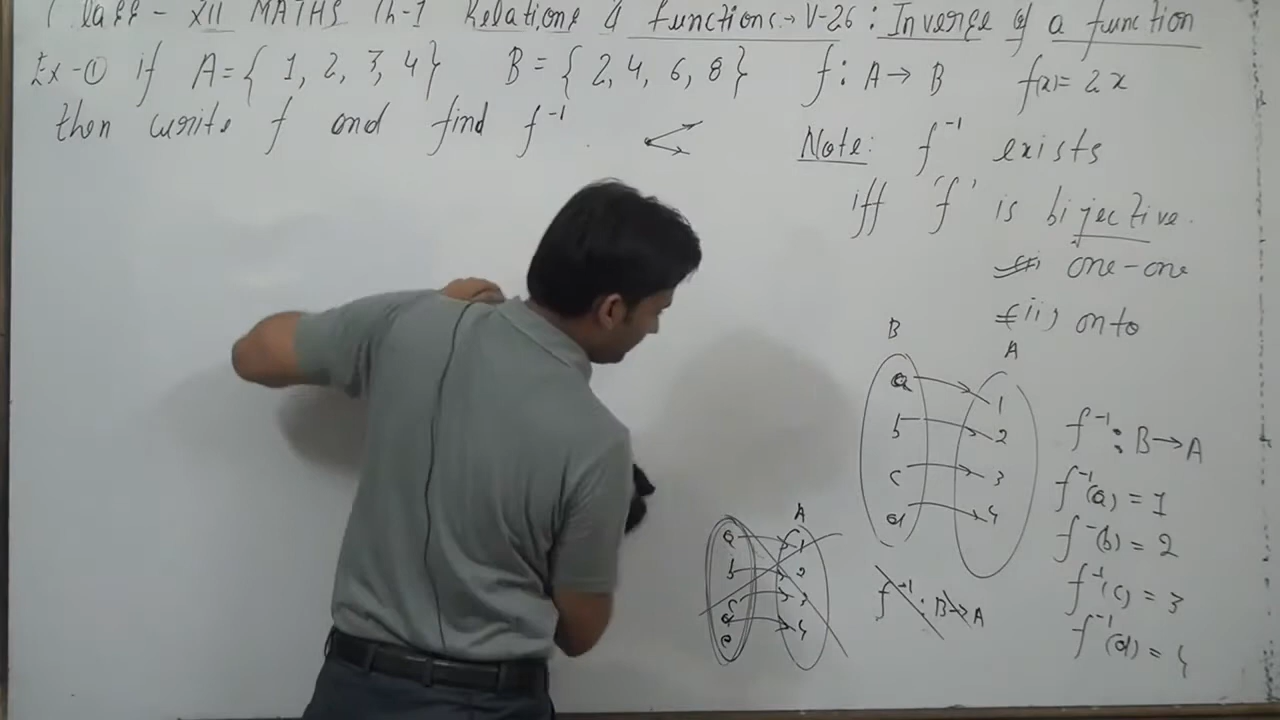 Class - XII MATHS Ch-1 Relations & functions → V-26 : Inverse of a function
Ex-① if A = { 1, 2, 3, 4 } B = { 2, 4, 6, 8 } f : A → B f(x) = 2x
then write f and find f⁻¹
Note: f⁻¹ exists
iff 'f' is bijective.
(i) one-one
(ii) onto
B A
a 1
b 2
c 3
d 4
f⁻¹ : B → A
f⁻¹(a) = 1
f⁻¹(b) = 2
f⁻¹(c) = 3
f⁻¹(d) = 4
A
a 1
b 2
c 3
d 4
e
f⁻¹ : B → A